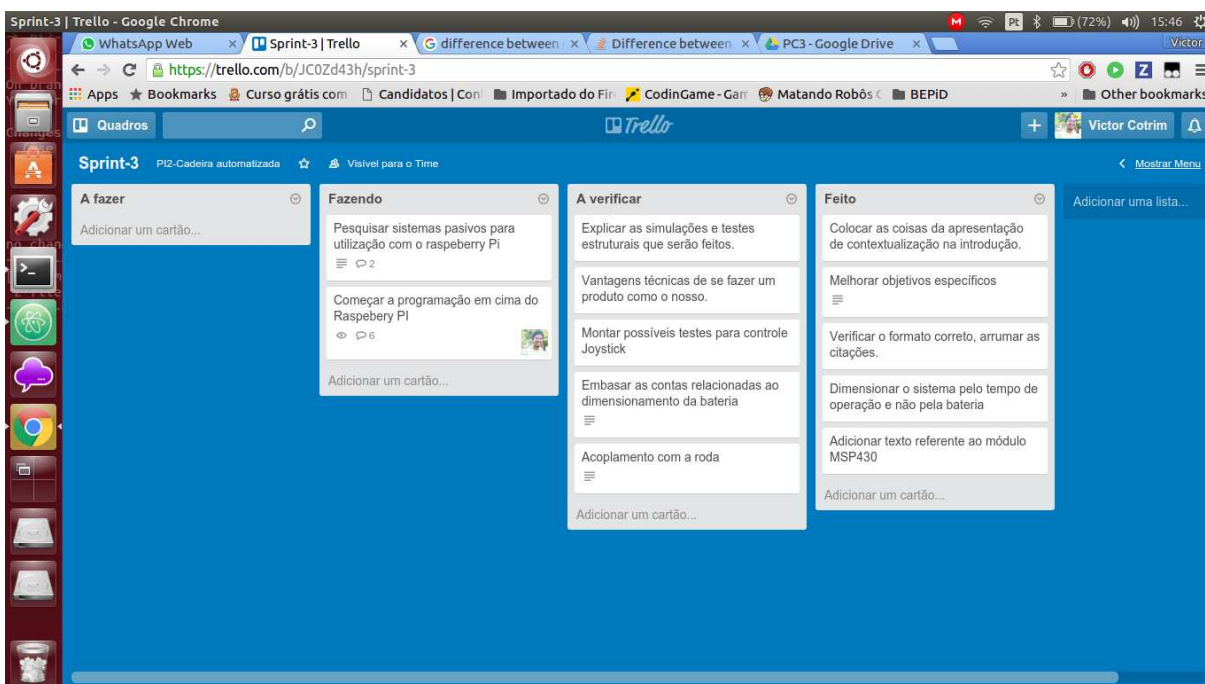 Sprint-3 | Trello - Google Chrome
M
Pt
(72%)
15:46
WhatsApp Web
Sprint-3 | Trello
difference between
Difference between
PC3 - Google Drive
Victor
https://trello.com/b/JC0Zd43h/sprint-3
Apps
Bookmarks
Curso grátis com
Candidatos | Con
Importado do Fir
CodinGame - Gam
Matando Robôs
BEPiD
»
Other bookmarks
Quadros
Trello
Victor Cotrim
Sprint-3
PI2-Cadeira automatizada
Visível para o Time
Mostrar Menu
A fazer
Adicionar um cartão...
Fazendo
Pesquisar sistemas pasivos para
utilização com o raspeberry Pi
2
Começar a programação em cima do
Raspebery PI
6
Adicionar um cartão...
A verificar
Explicar as simulações e testes
estruturais que serão feitos.
Vantagens técnicas de se fazer um
produto como o nosso.
Montar possíveis testes para controle
Joystick
Embasar as contas relacionadas ao
dimensionamento da bateria
Acoplamento com a roda
Adicionar um cartão...
Feito
Colocar as coisas da apresentação
de contextualização na introdução.
Melhorar objetivos específicos
Verificar o formato correto, arrumar as
citações.
Dimensionar o sistema pelo tempo de
operação e não pela bateria
Adicionar texto referente ao módulo
MSP430
Adicionar um cartão...
Adicionar uma lista...